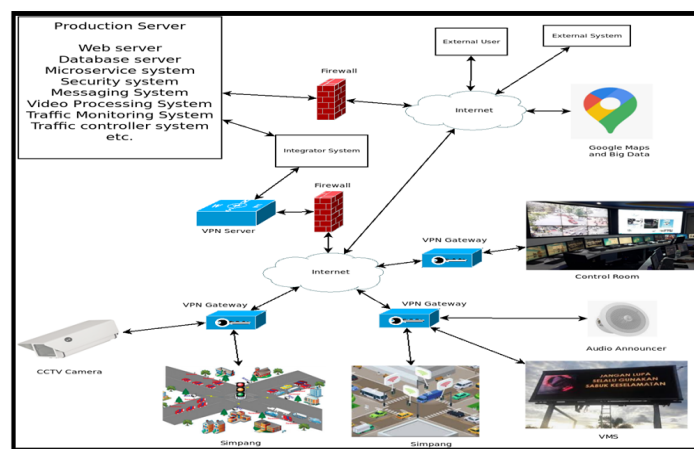 Production Server
Web server
Database server
Microservice system
Security system
Messaging System
Video Processing System
Traffic Monitoring System
Traffic controller system
etc.
External User
External System
Firewall
Internet
Google Maps
and Big Data
Integrator System
Firewall
VPN Server
VPN Gateway
Control Room
Internet
VPN Gateway
VPN Gateway
CCTV Camera
Audio Announcer
JANGAN LUPA
SELALU GUNAKAN
SABUK KESELAMATAN
Simpang
Simpang
VMS